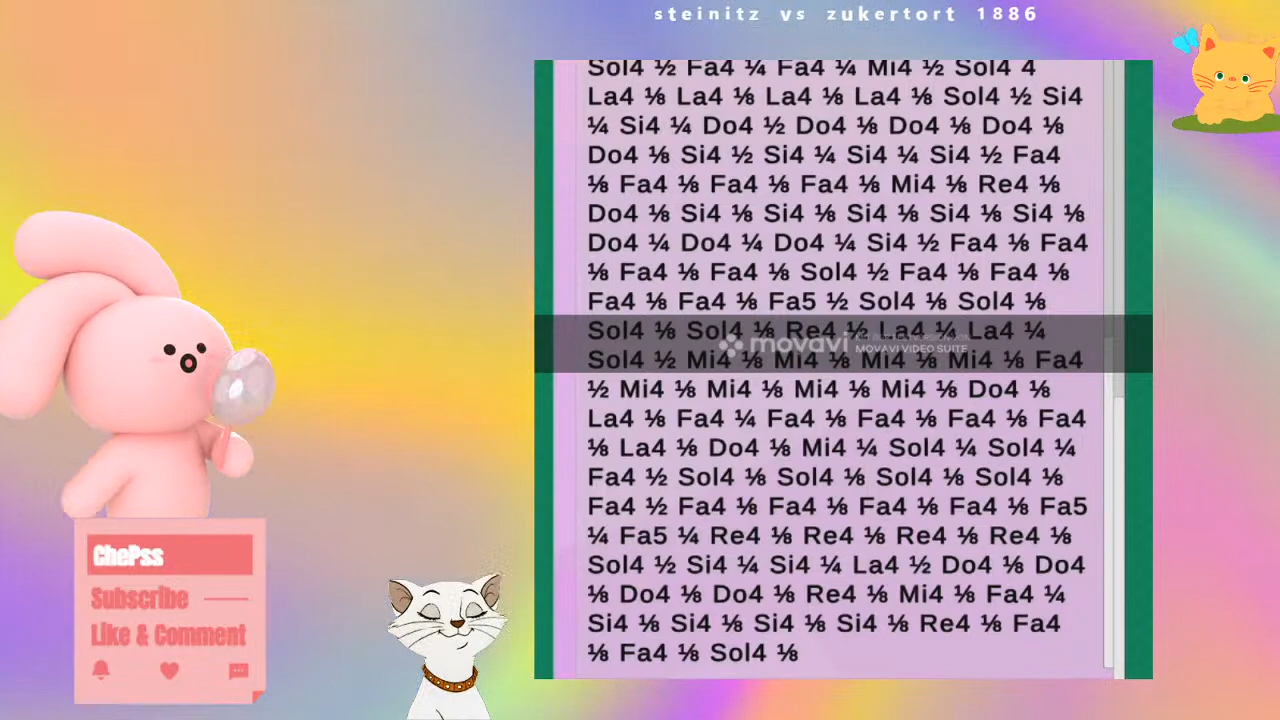 steinitz vs zukertort 1886
Sol4 ½ Fa4 ¼ Fa4 ¼ Mi4 ½ Sol4 4
La4 ⅛ La4 ⅛ La4 ⅛ La4 ⅛ Sol4 ½ Si4
¼ Si4 ¼ Do4 ½ Do4 ⅛ Do4 ⅛ Do4 ⅛
Do4 ⅛ Si4 ½ Si4 ¼ Si4 ¼ Si4 ½ Fa4
⅛ Fa4 ⅛ Fa4 ⅛ Fa4 ⅛ Mi4 ⅛ Re4 ⅛
Do4 ⅛ Si4 ⅛ Si4 ⅛ Si4 ⅛ Si4 ⅛ Si4 ⅛
Do4 ¼ Do4 ¼ Do4 ¼ Si4 ½ Fa4 ⅛ Fa4
⅛ Fa4 ⅛ Fa4 ⅛ Sol4 ½ Fa4 ⅛ Fa4 ⅛
Fa4 ⅛ Fa4 ⅛ Fa5 ½ Sol4 ⅛ Sol4 ⅛
Sol4 ⅛ Sol4 ⅛ Re4 ½ La4 ¼ La4 ¼
movavi
MOVAVI VIDEO SUITE
Sol4 ½ Mi4 ⅛ Mi4 ⅛ Mi4 ⅛ Mi4 ⅛ Fa4
½ Mi4 ⅛ Mi4 ⅛ Mi4 ⅛ Mi4 ⅛ Do4 ⅛
La4 ⅛ Fa4 ¼ Fa4 ⅛ Fa4 ⅛ Fa4 ⅛ Fa4
⅛ La4 ⅛ Do4 ⅛ Mi4 ¼ Sol4 ¼ Sol4 ¼
Fa4 ½ Sol4 ⅛ Sol4 ⅛ Sol4 ⅛ Sol4 ⅛
Fa4 ½ Fa4 ⅛ Fa4 ⅛ Fa4 ⅛ Fa4 ⅛ Fa5
¼ Fa5 ¼ Re4 ⅛ Re4 ⅛ Re4 ⅛ Re4 ⅛
Sol4 ½ Si4 ¼ Si4 ¼ La4 ½ Do4 ⅛ Do4
⅛ Do4 ⅛ Do4 ⅛ Re4 ⅛ Mi4 ⅛ Fa4 ¼
Si4 ⅛ Si4 ⅛ Si4 ⅛ Si4 ⅛ Re4 ⅛ Fa4
⅛ Fa4 ⅛ Sol4 ⅛
ChePss
Subscribe
Like & Comment